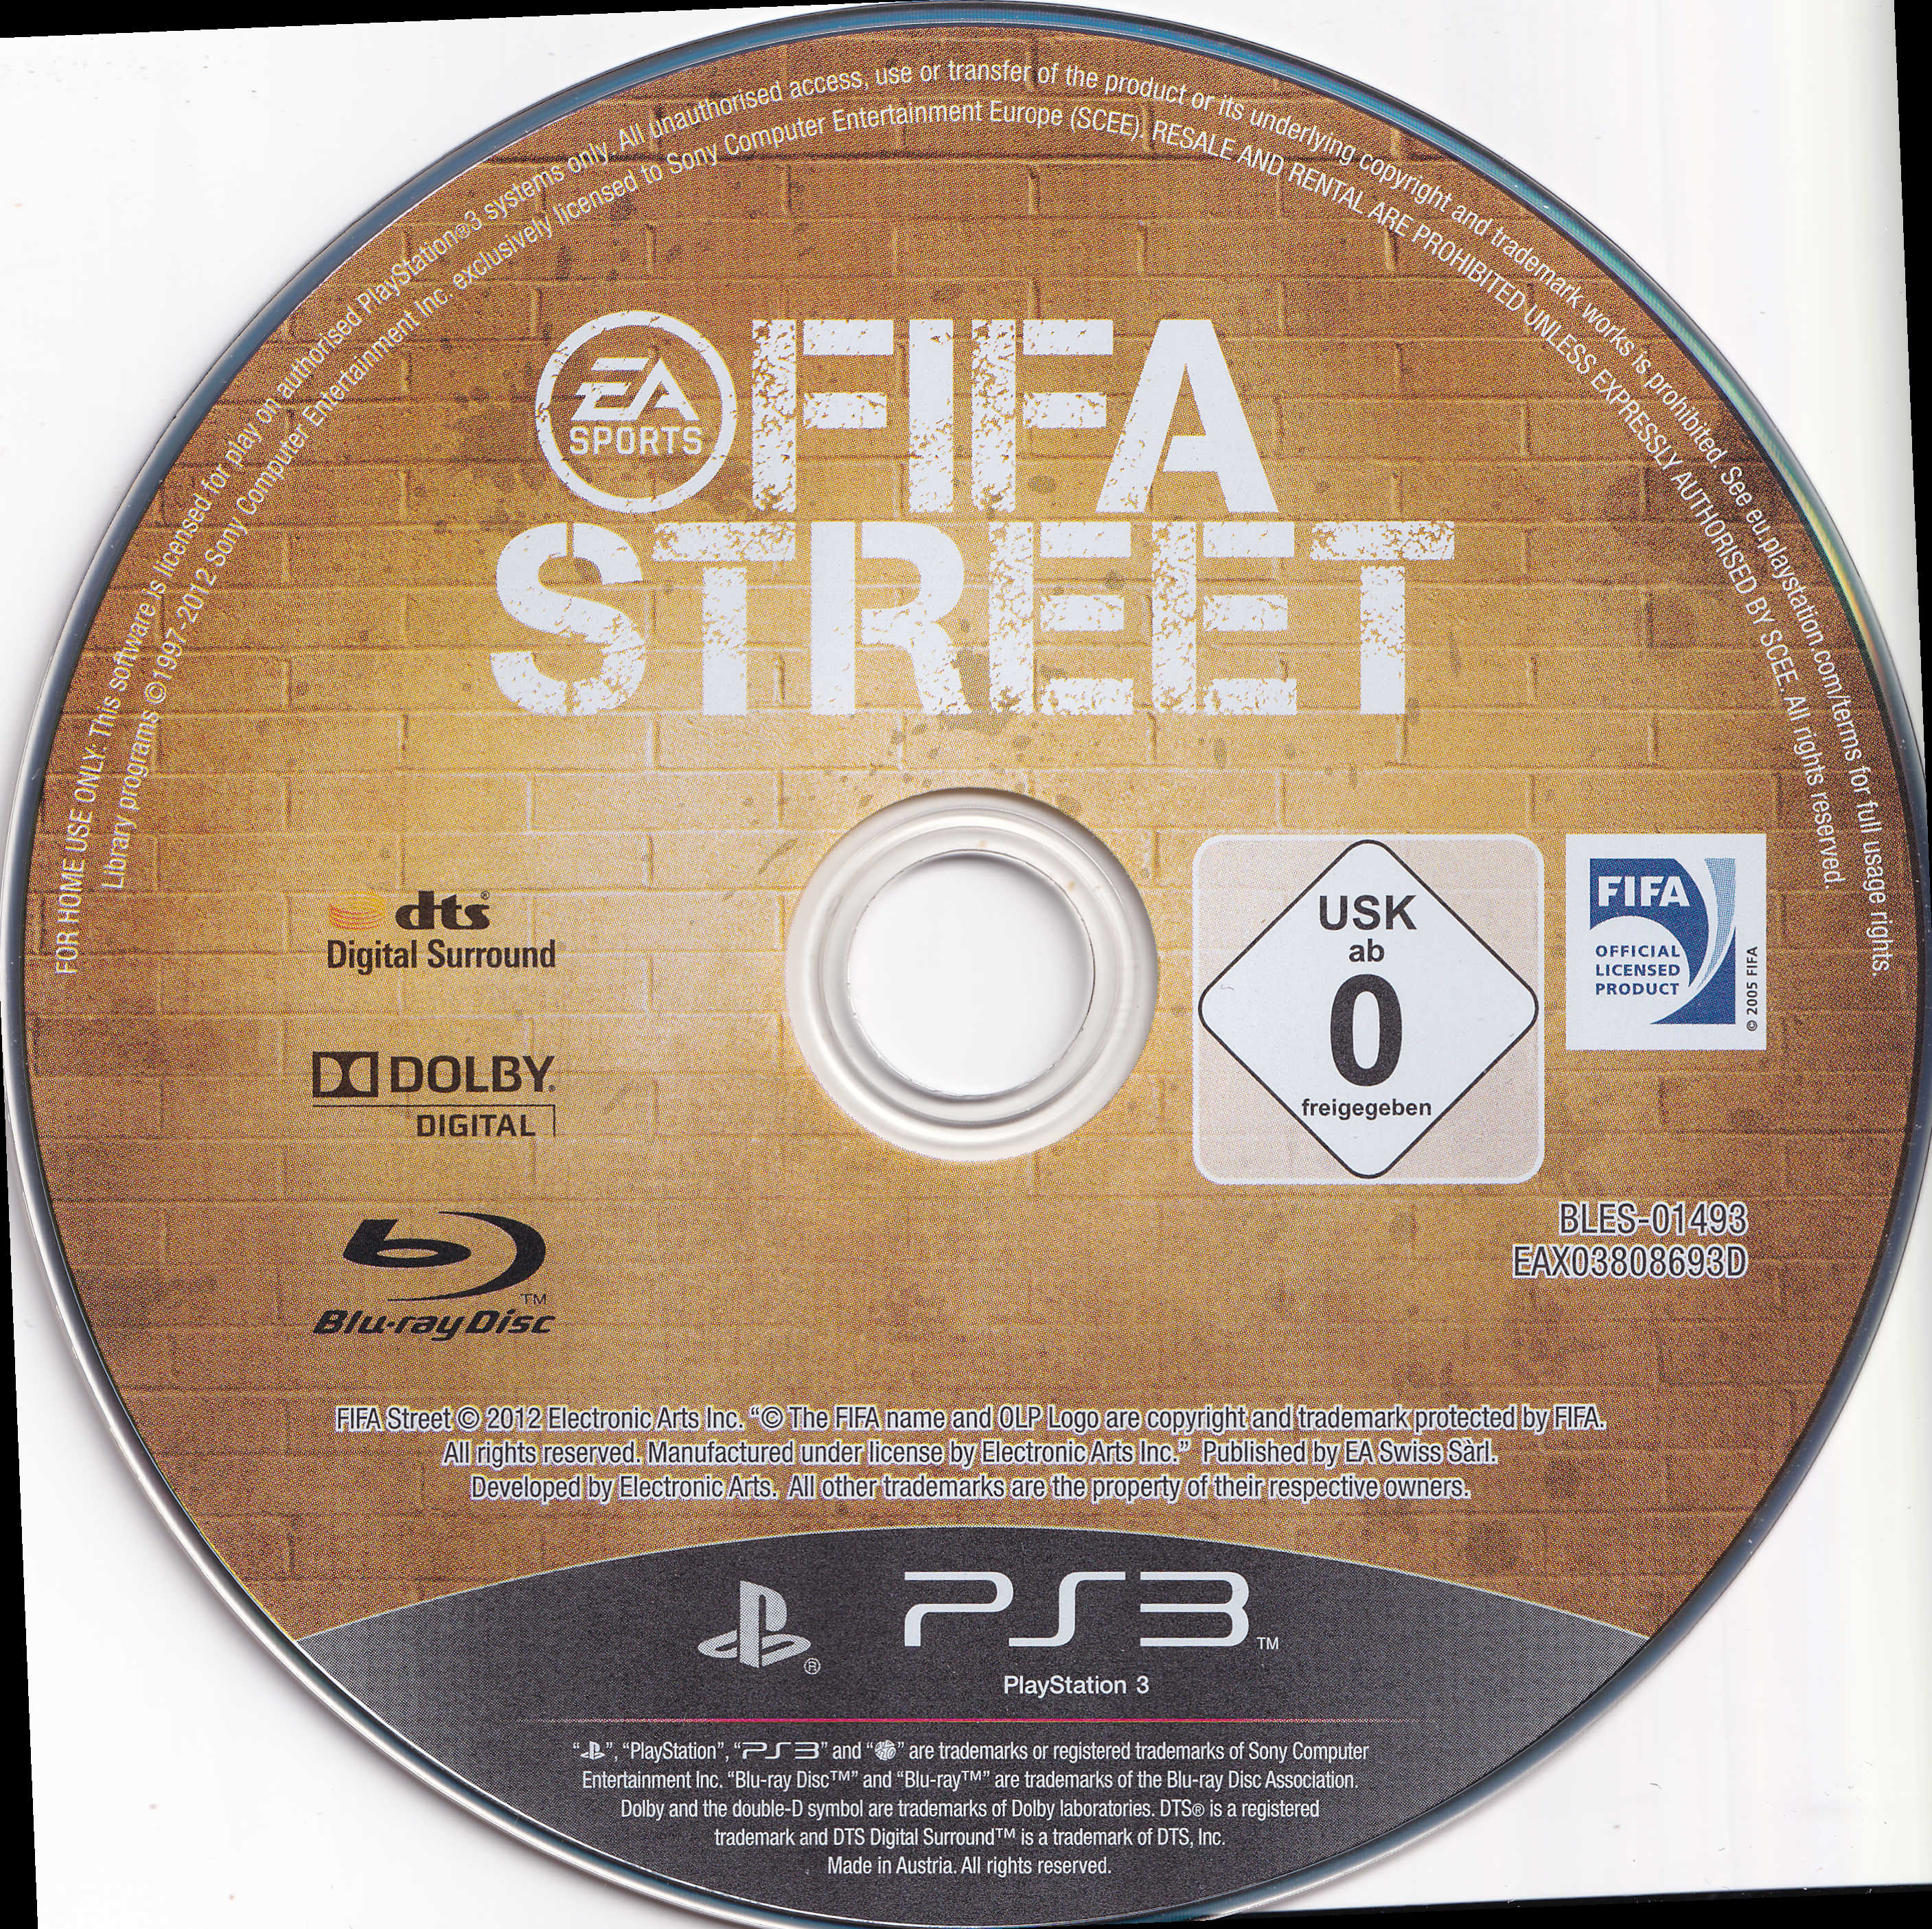 FOR HOME USE ONLY. This software is licensed for play on authorised PlayStation®3 systems only. All unauthorised access, use or transfer of the product or its underlying copyright and trademark works is prohibited. See eu.playstation.com/terms for full usage rights.
Library programs ©1997-2012 Sony Computer Entertainment Inc. exclusively licensed to Sony Computer Entertainment Europe (SCEE). RESALE AND RENTAL ARE PROHIBITED UNLESS EXPRESSLY AUTHORISED BY SCEE. All rights reserved.
EA
SPORTS
FIFA
STREET
dts®
Digital Surround
DOLBY®
DIGITAL
Blu-ray Disc™
USK
ab
0
freigegeben
FIFA
OFFICIAL
LICENSED
PRODUCT
© 2005 FIFA
BLES-01493
EAX03808693D
FIFA Street © 2012 Electronic Arts Inc. “© The FIFA name and OLP Logo are copyright and trademark protected by FIFA.
All rights reserved. Manufactured under license by Electronic Arts Inc.” Published by EA Swiss Sàrl.
Developed by Electronic Arts. All other trademarks are the property of their respective owners.
® PS3™
PlayStation 3
“ ”, “PlayStation”, “PS3” and “ ” are trademarks or registered trademarks of Sony Computer
Entertainment Inc. “Blu-ray Disc™” and “Blu-ray™” are trademarks of the Blu-ray Disc Association.
Dolby and the double-D symbol are trademarks of Dolby laboratories. DTS® is a registered
trademark and DTS Digital Surround™ is a trademark of DTS, Inc.
Made in Austria. All rights reserved.